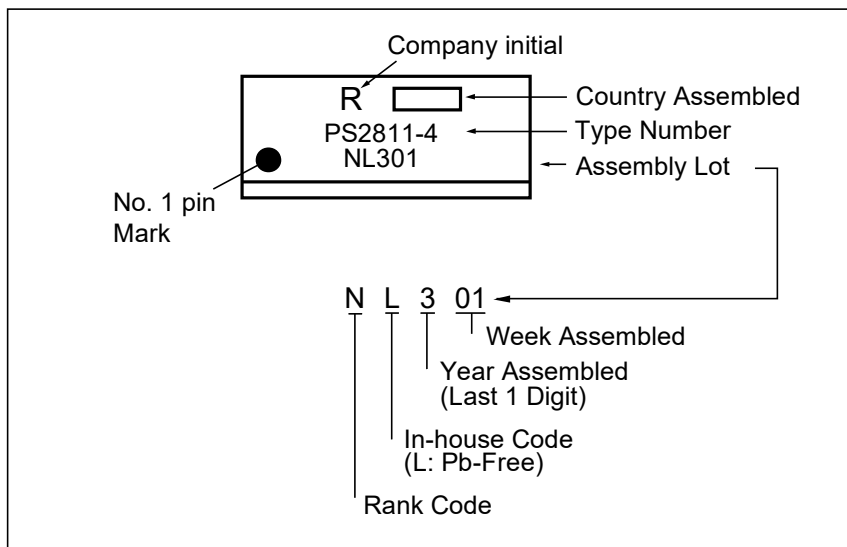 Company initial
R
Country Assembled
PS2811-4
Type Number
NL301
Assembly Lot
No. 1 pin
Mark
N L 3 01
Week Assembled
Year Assembled
(Last 1 Digit)
In-house Code
(L: Pb-Free)
Rank Code